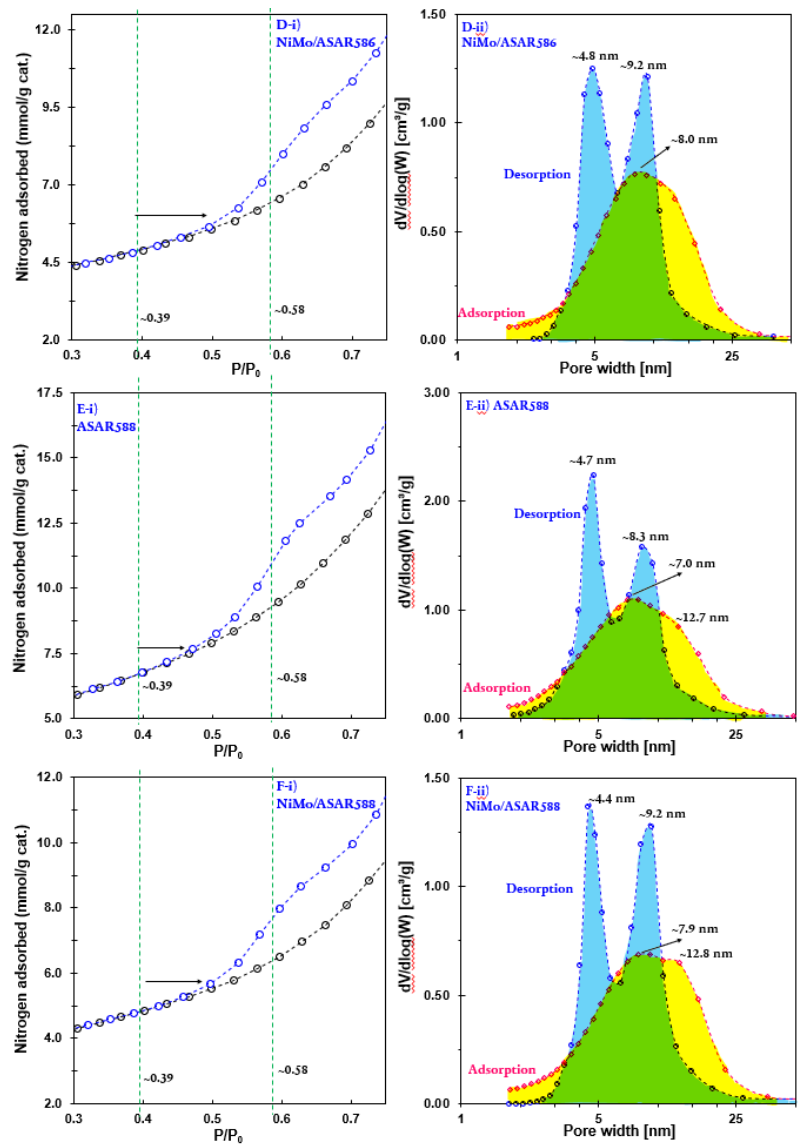 D-i)
NiMo/ASAR586
12.0
9.5
7.0
4.5
2.0
0.3
0.4
0.5
0.6
0.7
~0.39
~0.58
Nitrogen adsorbed (mmol/g cat.)
P/P₀
D-ii)
NiMo/ASAR586
1.50
1.00
0.50
0.00
1
5
25
~4.8 nm
~9.2 nm
~8.0 nm
Desorption
Adsorption
dV/dlog(W) [cm³/g]
Pore width [nm]
E-i)
ASAR588
17.5
15.0
12.5
10.0
7.5
5.0
0.3
0.4
0.5
0.6
0.7
~0.39
~0.58
Nitrogen adsorbed (mmol/g cat.)
P/P₀
E-ii) ASAR588
3.00
2.00
1.00
0.00
1
5
25
~4.7 nm
~8.3 nm
~7.0 nm
~12.7 nm
Desorption
Adsorption
dV/dlog(W) [cm³/g]
Pore width [nm]
F-i)
NiMo/ASAR588
12.0
10.0
8.0
6.0
4.0
2.0
0.3
0.4
0.5
0.6
0.7
~0.39
~0.58
Nitrogen adsorbed (mmol/g cat.)
P/P₀
F-ii)
NiMo/ASAR588
1.50
1.00
0.50
0.00
1
5
25
~4.4 nm
~9.2 nm
~7.9 nm
~12.8 nm
Desorption
Adsorption
dV/dlog(W) [cm³/g]
Pore width [nm]